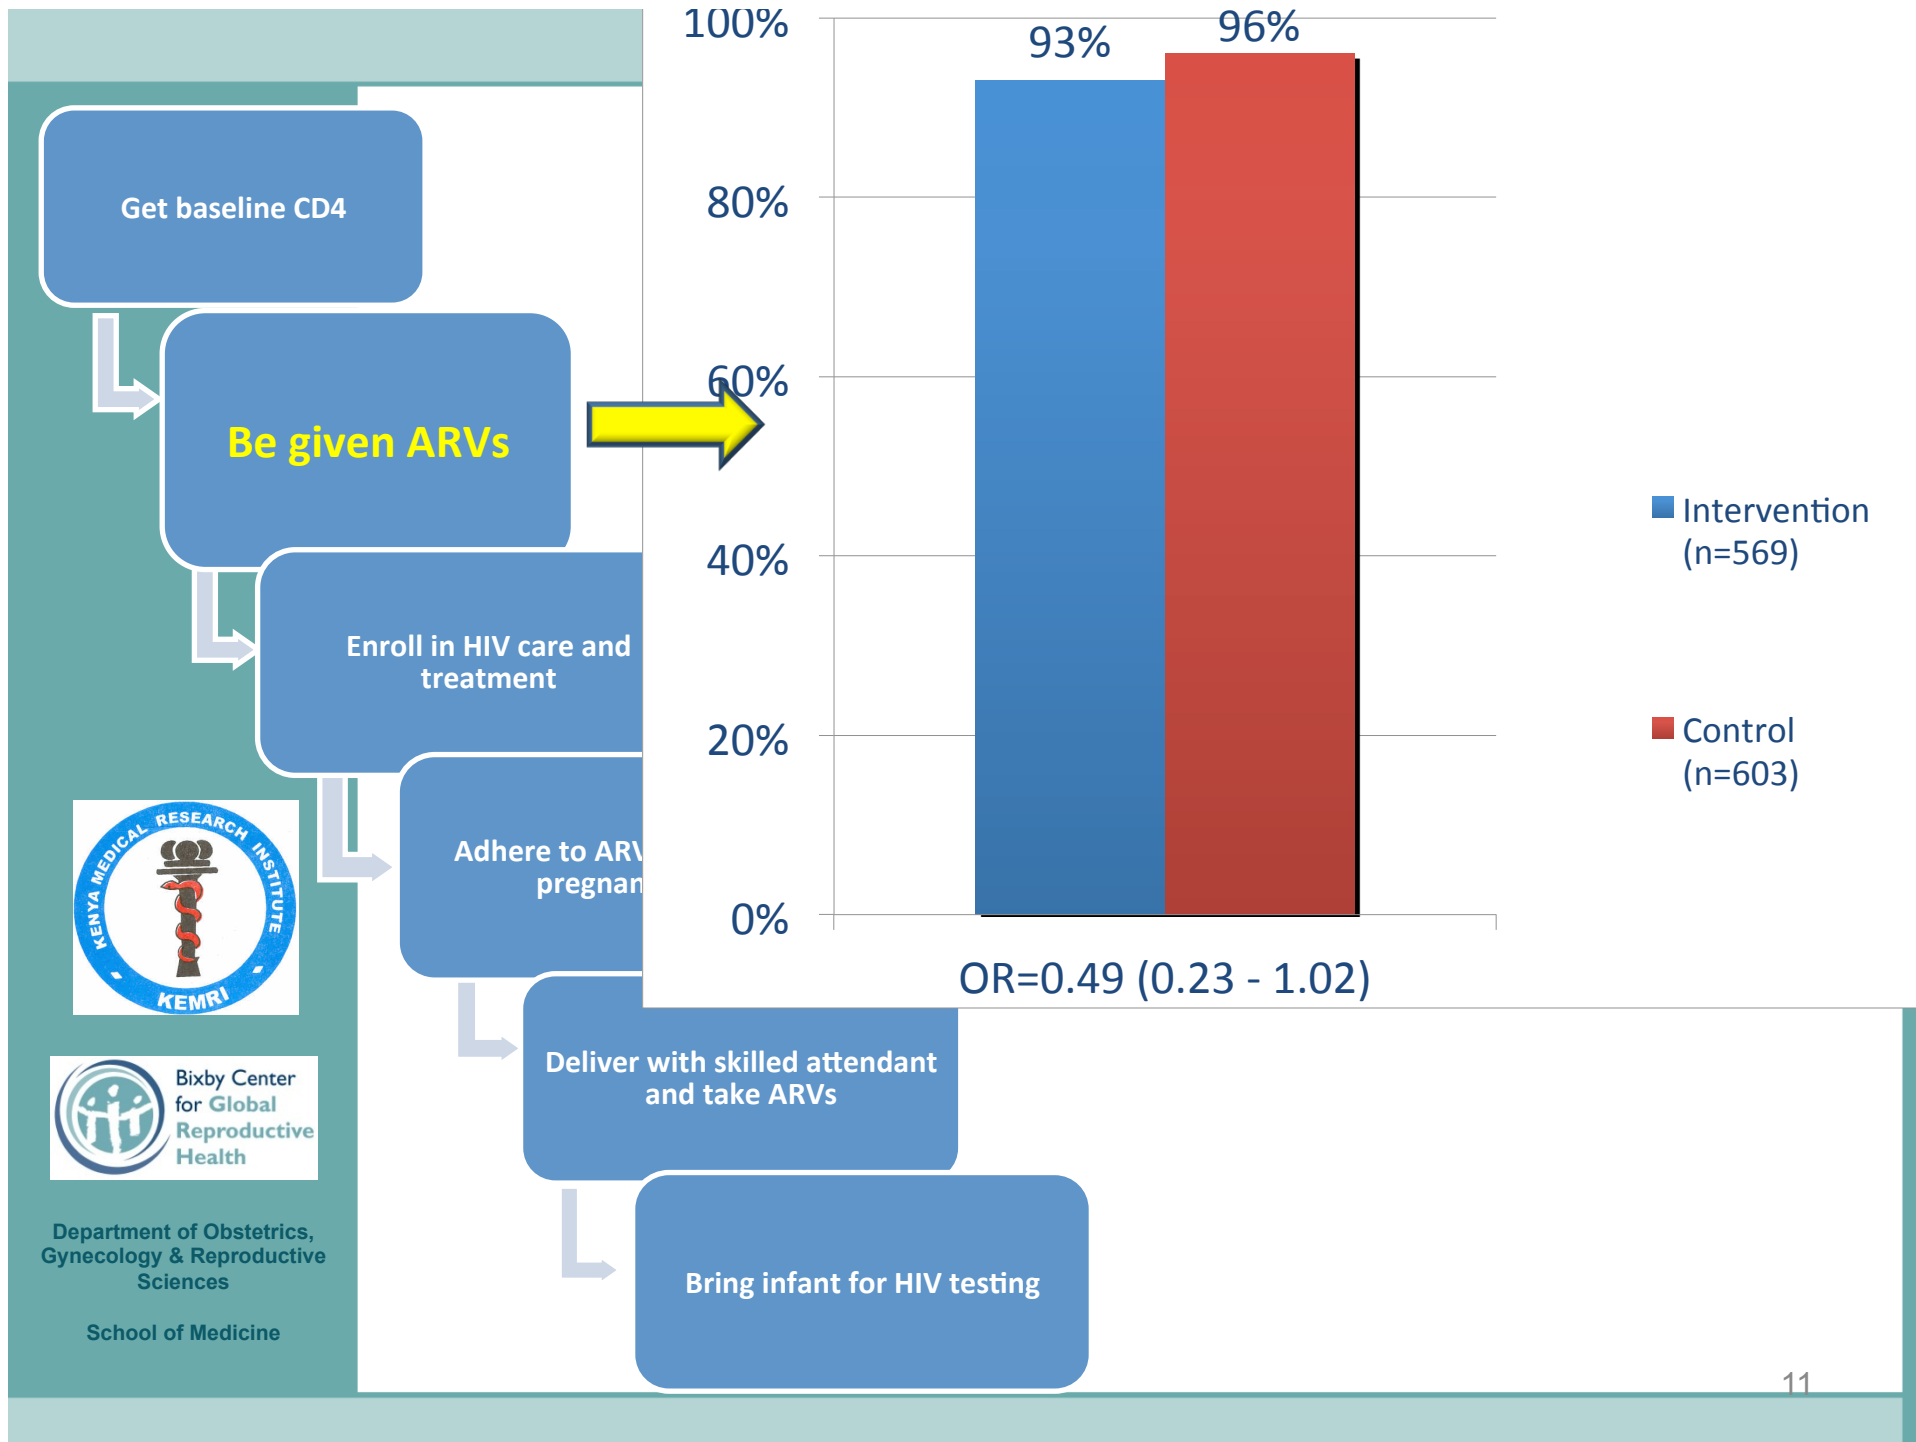 Get baseline CD4
Be given ARVs
Enroll in HIV care and
treatment
Adhere to ARV
pregnan
Deliver with skilled attendant
and take ARVs
Bring infant for HIV testing
100%
80%
60%
40%
20%
0%
93%
96%
OR=0.49 (0.23 - 1.02)
Intervention
(n=569)
Control
(n=603)
KENYA MEDICAL RESEARCH INSTITUTE
KEMRI
Bixby Center
for Global
Reproductive
Health
Department of Obstetrics,
Gynecology & Reproductive
Sciences
School of Medicine
11